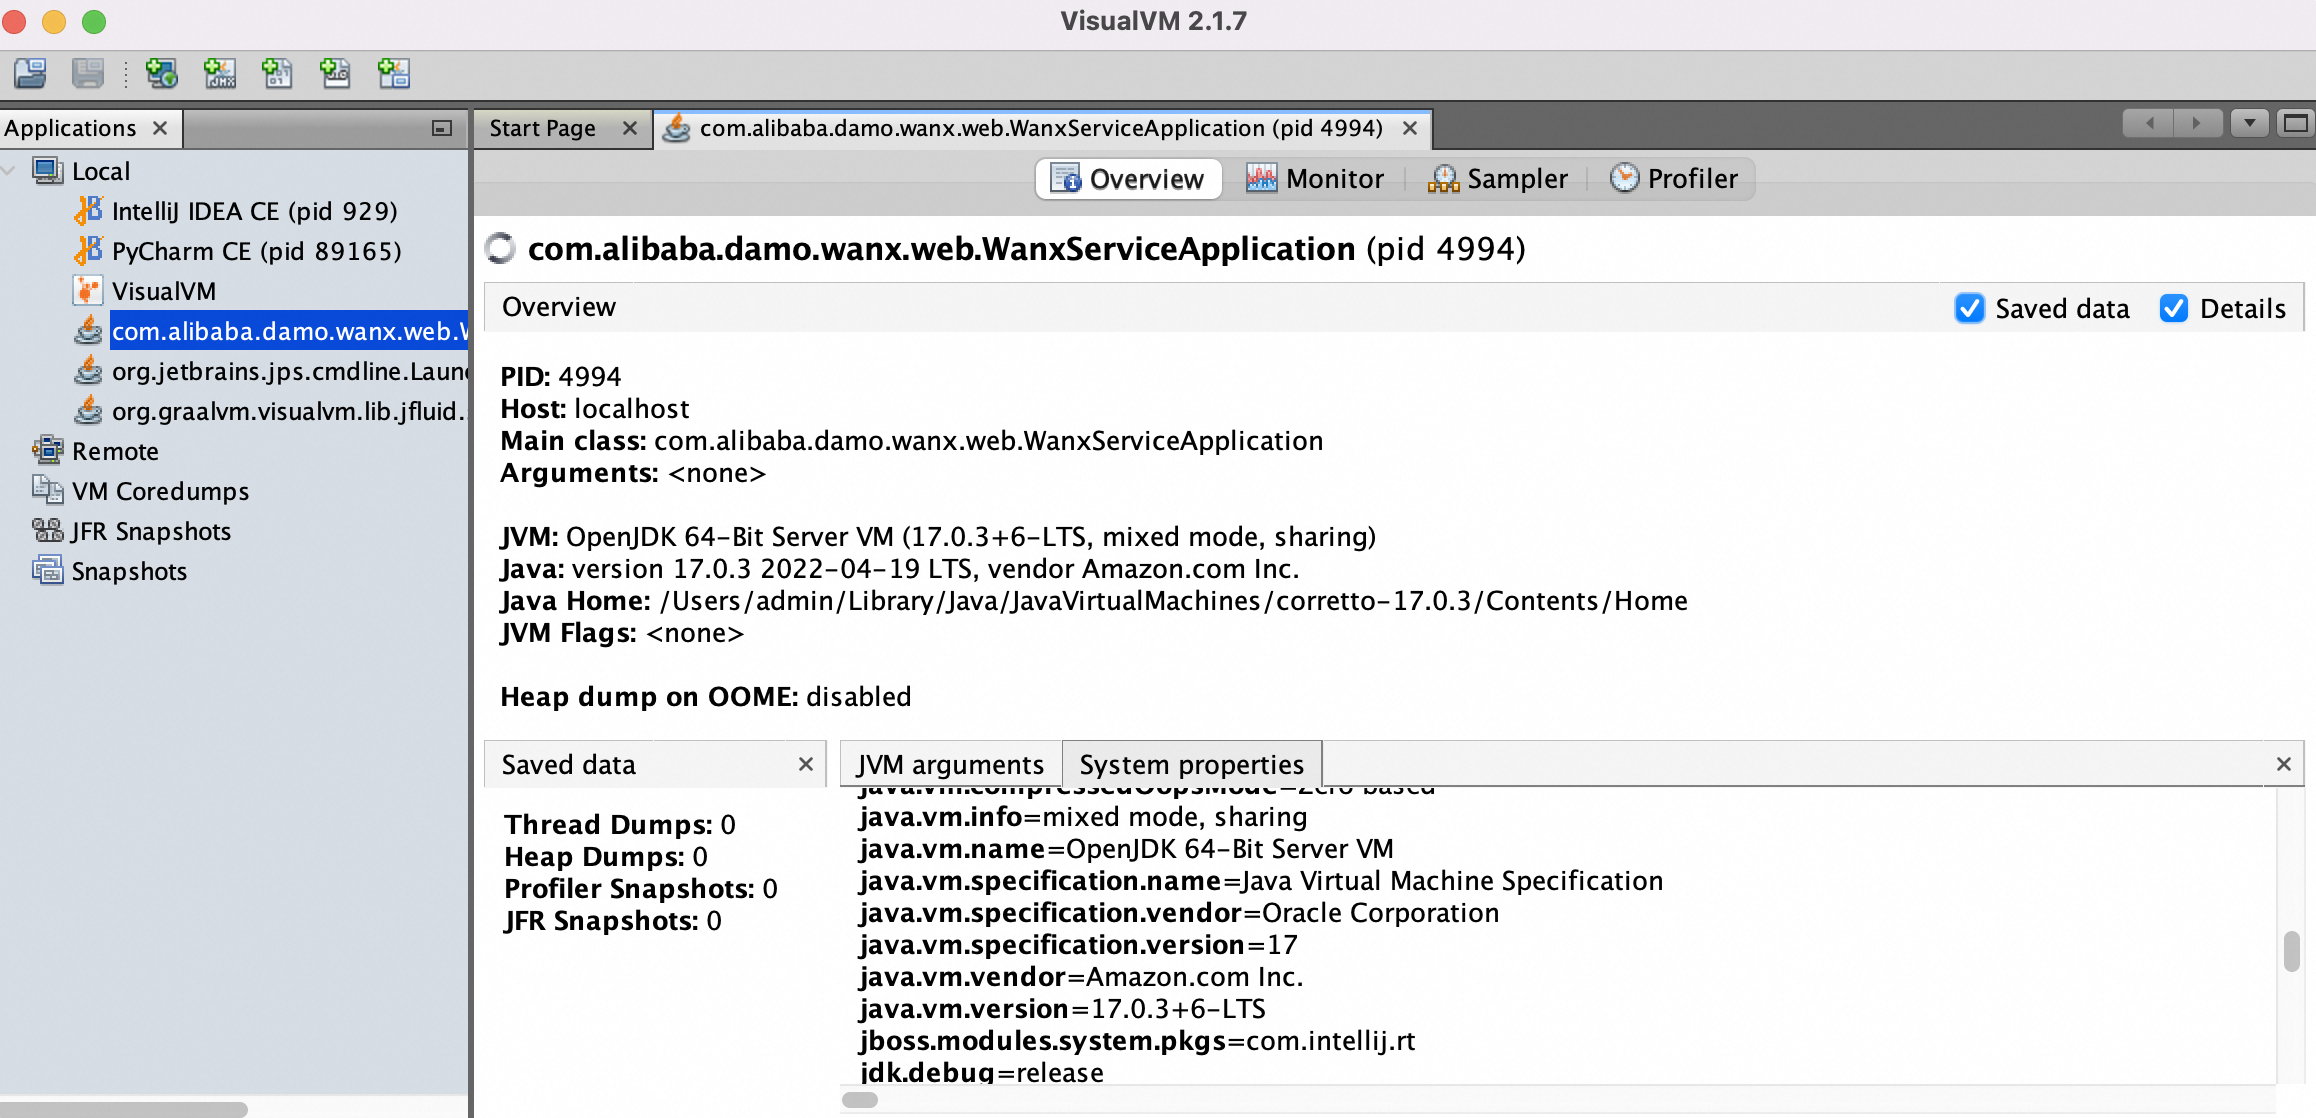 VisualVM 2.1.7
Applications
Start Page
com.alibaba.damo.wanx.web.WanxServiceApplication (pid 4994)
Local
IntelliJ IDEA CE (pid 929)
PyCharm CE (pid 89165)
VisualVM
com.alibaba.damo.wanx.web.W
org.jetbrains.jps.cmdline.Laun
org.graalvm.visualvm.lib.jfluid.
Remote
VM Coredumps
JFR Snapshots
Snapshots
Overview
Monitor
Sampler
Profiler
com.alibaba.damo.wanx.web.WanxServiceApplication (pid 4994)
Overview
Saved data
Details
PID: 4994
Host: localhost
Main class: com.alibaba.damo.wanx.web.WanxServiceApplication
Arguments: <none>
JVM: OpenJDK 64-Bit Server VM (17.0.3+6-LTS, mixed mode, sharing)
Java: version 17.0.3 2022-04-19 LTS, vendor Amazon.com Inc.
Java Home: /Users/admin/Library/Java/JavaVirtualMachines/corretto-17.0.3/Contents/Home
JVM Flags: <none>
Heap dump on OOME: disabled
Saved data
Thread Dumps: 0
Heap Dumps: 0
Profiler Snapshots: 0
JFR Snapshots: 0
JVM arguments
System properties
java.vm.compressedOopsMode=Zero based
java.vm.info=mixed mode, sharing
java.vm.name=OpenJDK 64-Bit Server VM
java.vm.specification.name=Java Virtual Machine Specification
java.vm.specification.vendor=Oracle Corporation
java.vm.specification.version=17
java.vm.vendor=Amazon.com Inc.
java.vm.version=17.0.3+6-LTS
jboss.modules.system.pkgs=com.intellij.rt
jdk.debug=release